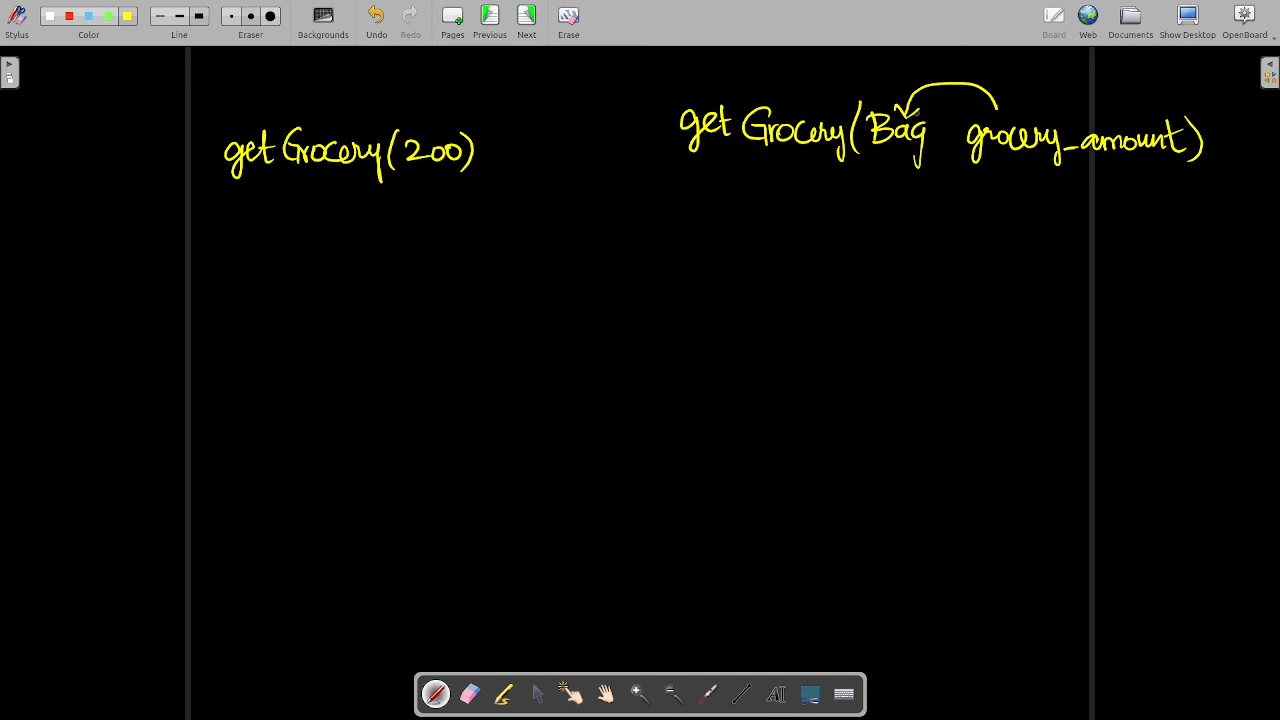 Stylus Color Line Eraser Backgrounds Undo Redo Pages Previous Next Erase Board Web Documents Show Desktop OpenBoard
getGrocery(200)
getGrocery(Bag grocery_amount)
AI